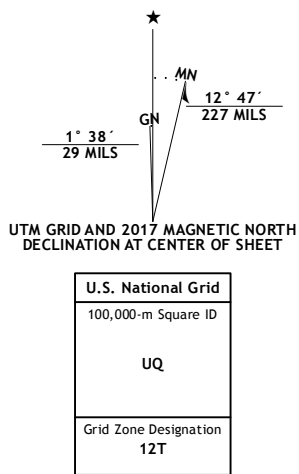 ★
MN
GN
12° 47´
227 MILS
1° 38´
29 MILS
UTM GRID AND 2017 MAGNETIC NORTH
DECLINATION AT CENTER OF SHEET
U.S. National Grid
100,000-m Square ID
UQ
Grid Zone Designation
12T